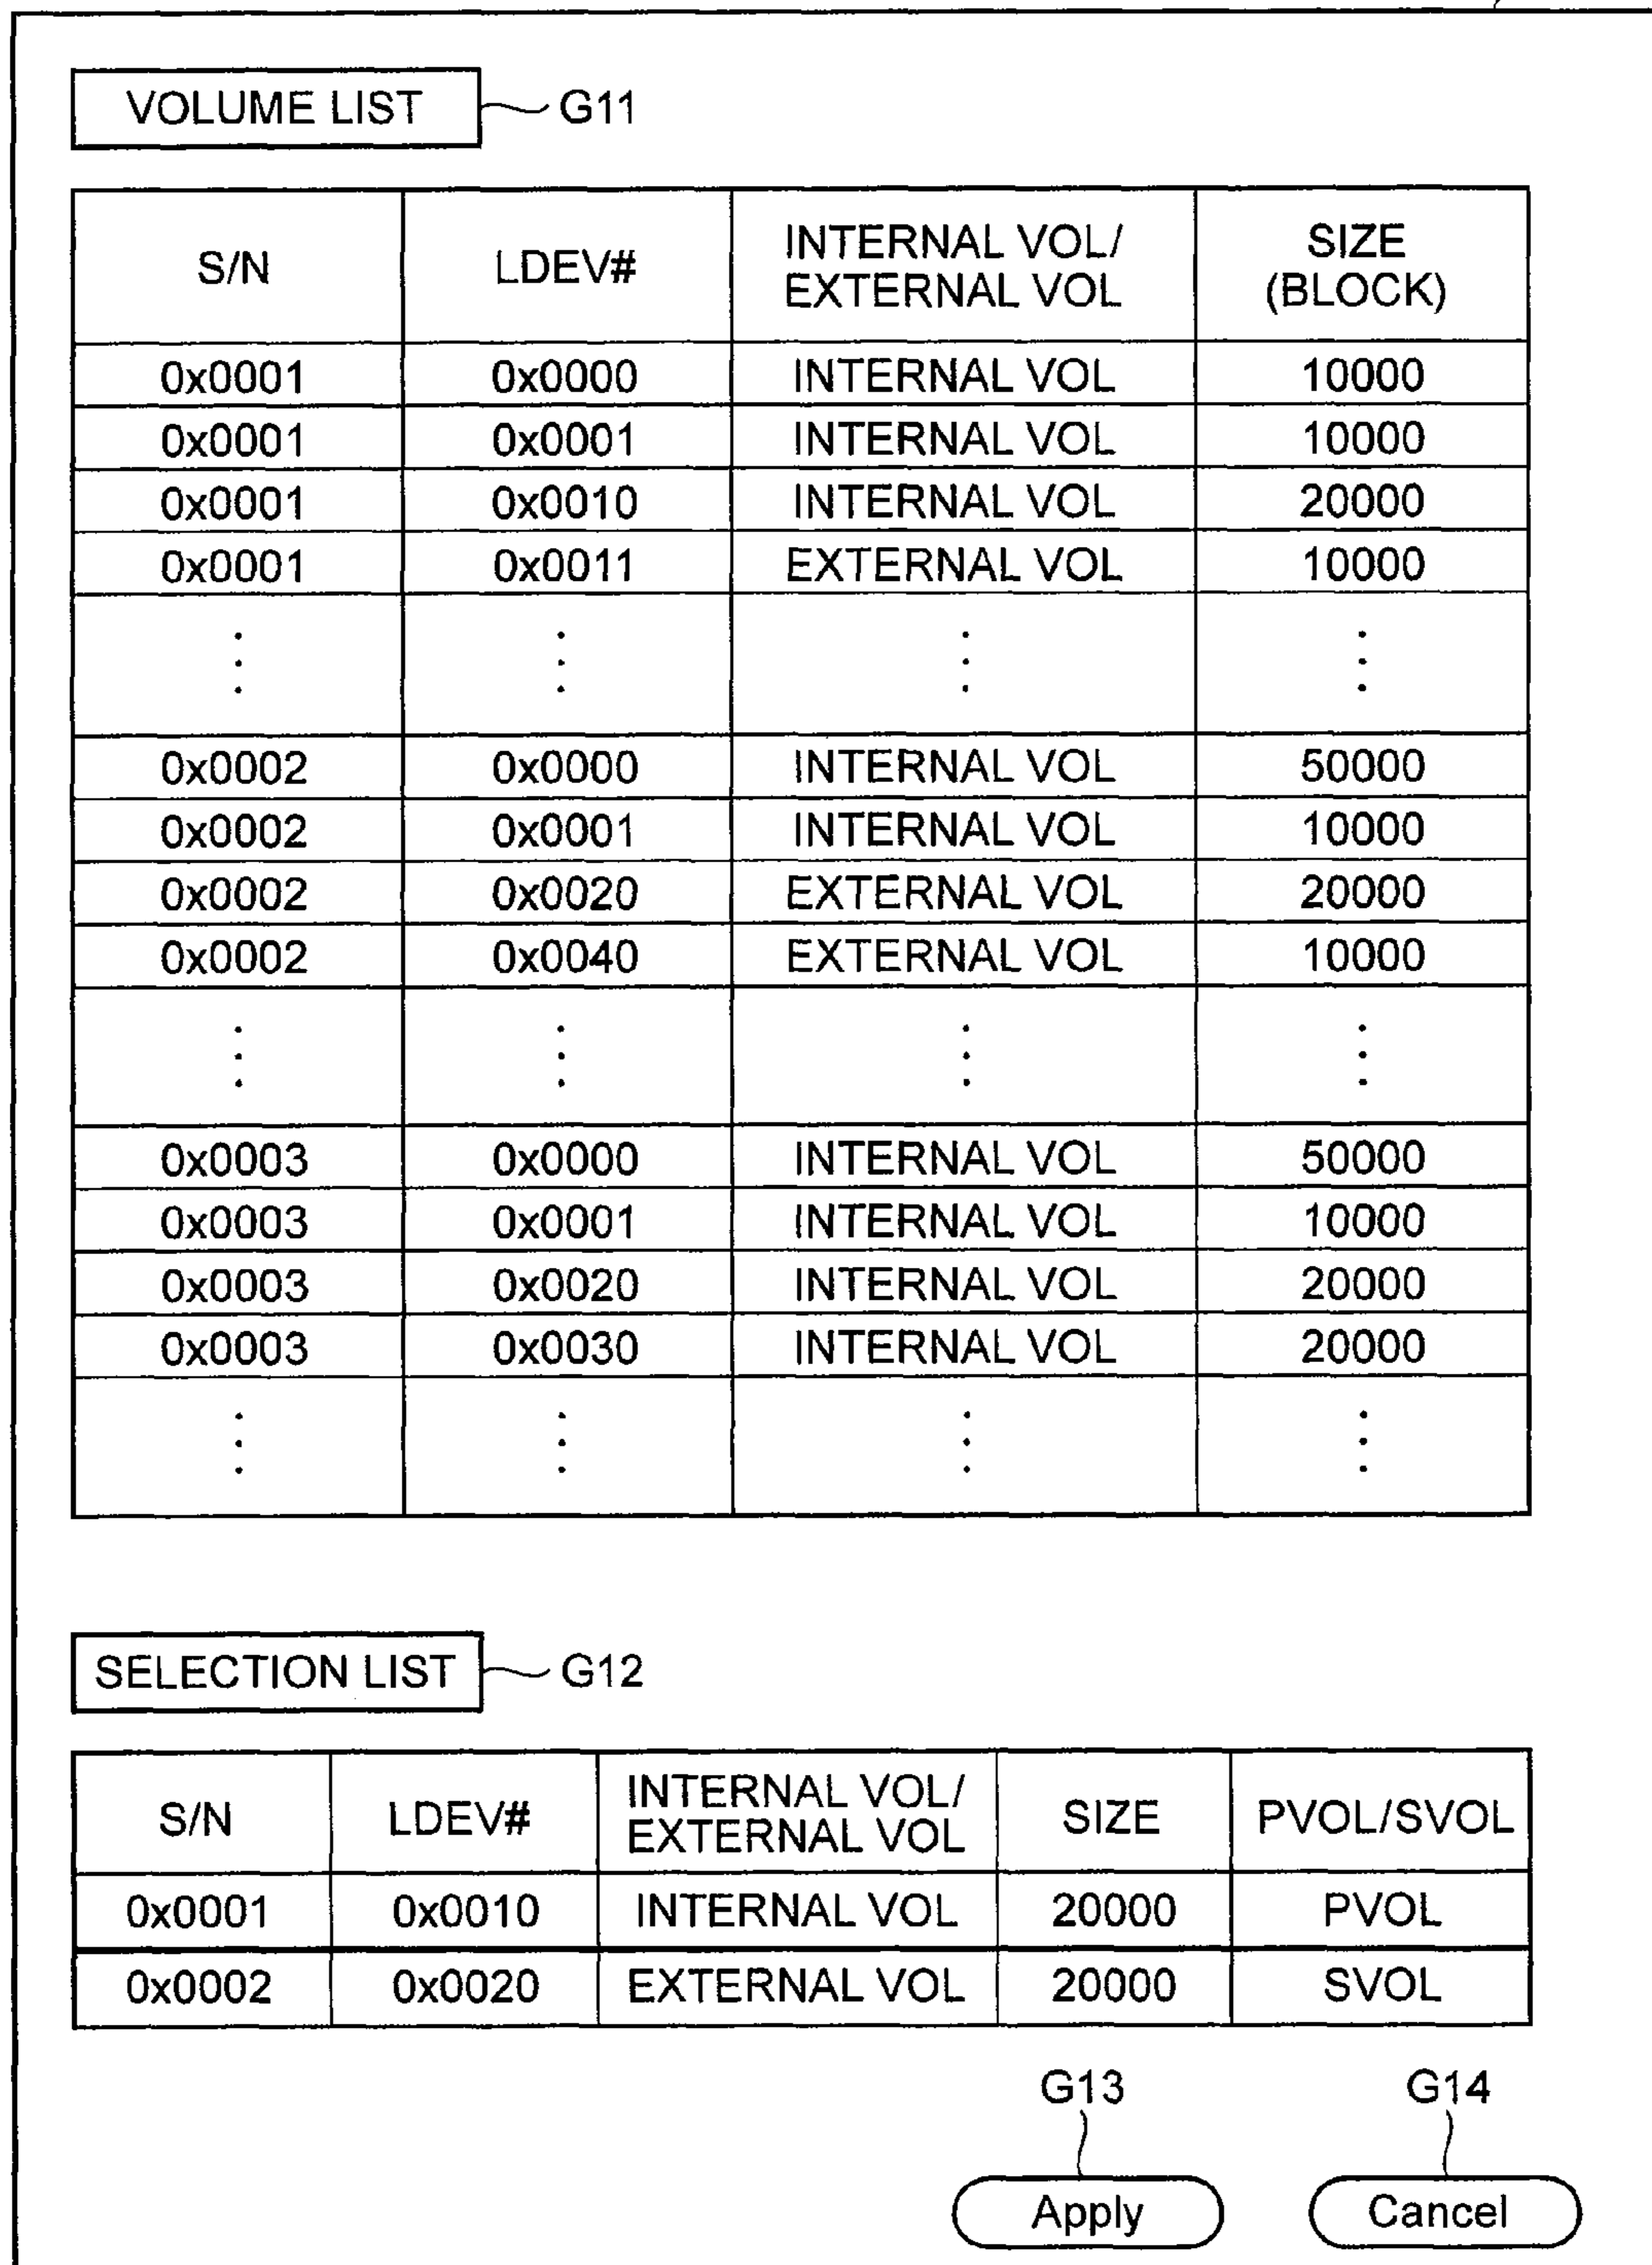 VOLUME LIST G11
S/N LDEV# INTERNAL VOL/ EXTERNAL VOL SIZE (BLOCK)
0x0001 0x0000 INTERNAL VOL 10000
0x0001 0x0001 INTERNAL VOL 10000
0x0001 0x0010 INTERNAL VOL 20000
0x0001 0x0011 EXTERNAL VOL 10000
0x0002 0x0000 INTERNAL VOL 50000
0x0002 0x0001 INTERNAL VOL 10000
0x0002 0x0020 EXTERNAL VOL 20000
0x0002 0x0040 EXTERNAL VOL 10000
0x0003 0x0000 INTERNAL VOL 50000
0x0003 0x0001 INTERNAL VOL 10000
0x0003 0x0020 INTERNAL VOL 20000
0x0003 0x0030 INTERNAL VOL 20000
SELECTION LIST G12
S/N LDEV# INTERNAL VOL/ EXTERNAL VOL SIZE PVOL/SVOL
0x0001 0x0010 INTERNAL VOL 20000 PVOL
0x0002 0x0020 EXTERNAL VOL 20000 SVOL
G13 G14
Apply Cancel